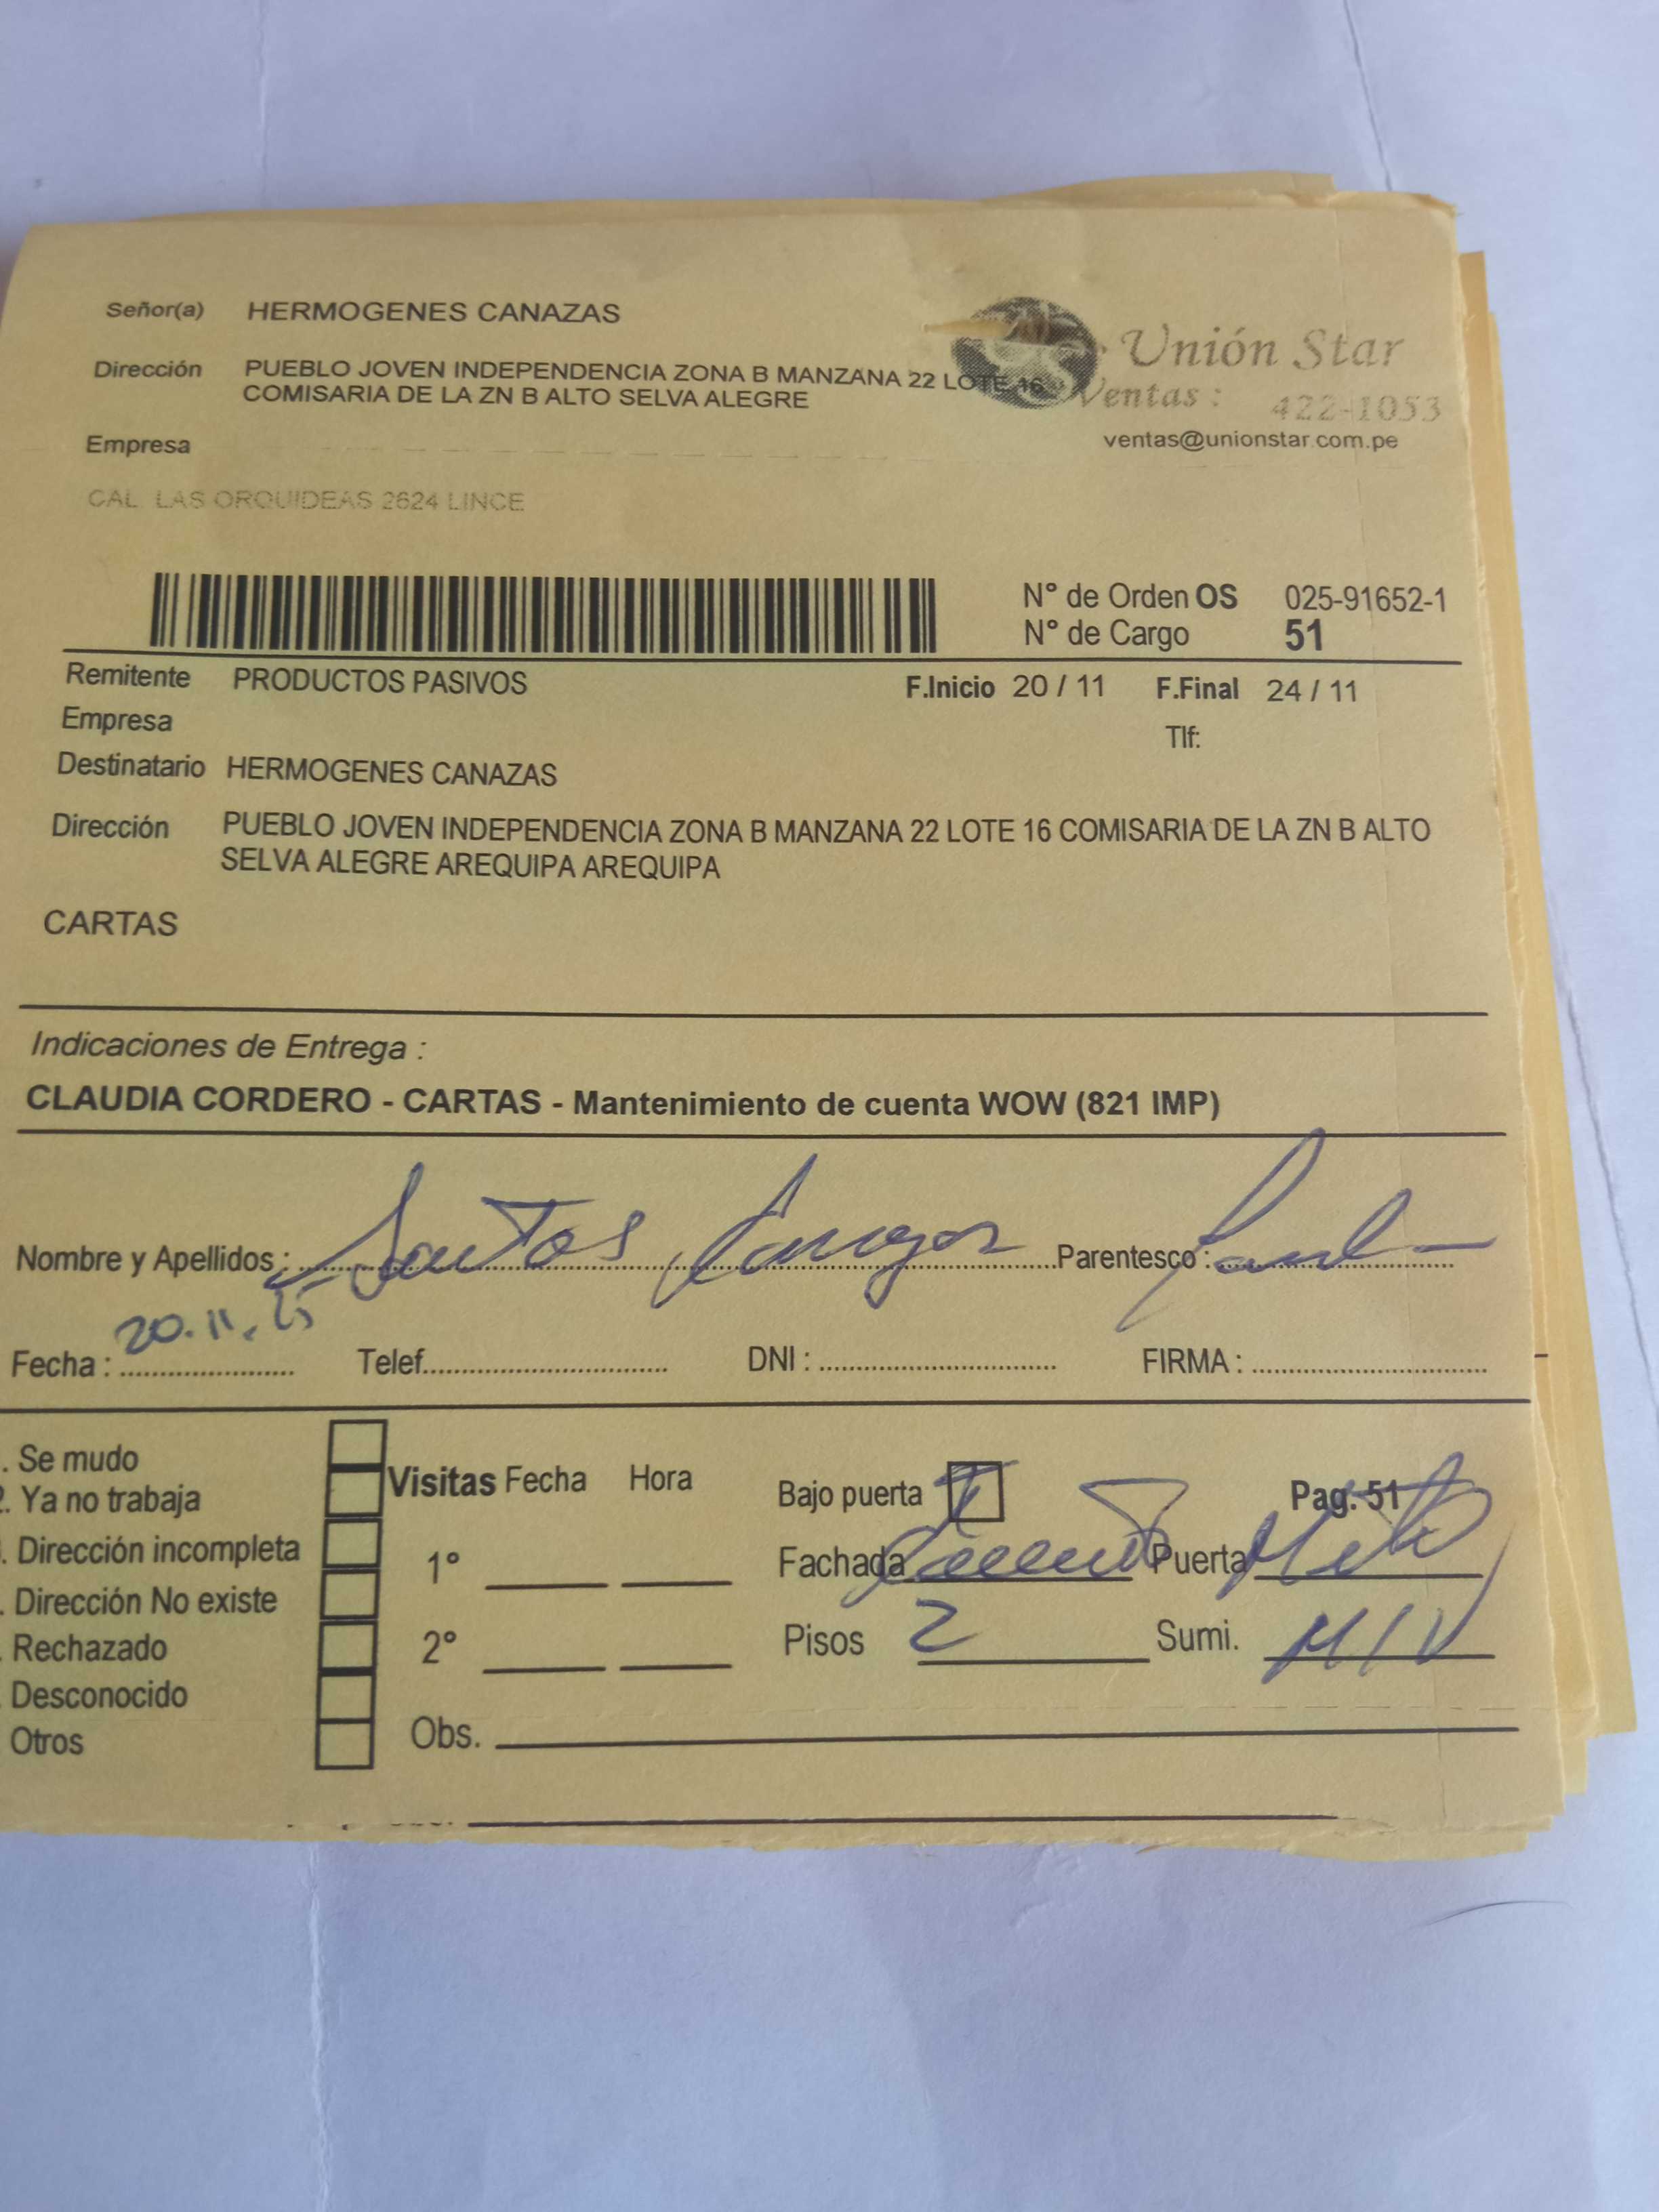 Señor(a) HERMOGENES CANAZAS
Dirección PUEBLO JOVEN INDEPENDENCIA ZONA B MANZANA 22 LOTE 16
COMISARIA DE LA ZN B ALTO SELVA ALEGRE
Unión Star
Ventas : 422-1053
Empresa
ventas@unionstar.com.pe
CAL LAS ORQUIDEAS 2624 LINCE
N° de Orden OS 025-91652-1
N° de Cargo 51
Remitente PRODUCTOS PASIVOS F.Inicio 20 / 11 F.Final 24 / 11
Empresa Tlf:
Destinatario HERMOGENES CANAZAS
Dirección PUEBLO JOVEN INDEPENDENCIA ZONA B MANZANA 22 LOTE 16 COMISARIA DE LA ZN B ALTO
SELVA ALEGRE AREQUIPA AREQUIPA
CARTAS
Indicaciones de Entrega :
CLAUDIA CORDERO - CARTAS - Mantenimiento de cuenta WOW (821 IMP)
Nombre y Apellidos : Santos Parentesco :
Fecha : 20.11.25 Telef. DNI : FIRMA :
. Se mudo
2. Ya no trabaja
. Dirección incompleta
. Dirección No existe
Rechazado
Desconocido
Otros
Visitas Fecha Hora
1°
2°
Bajo puerta Pag. 51
Fachada Puerta
Pisos 2 Sumi.
Obs.